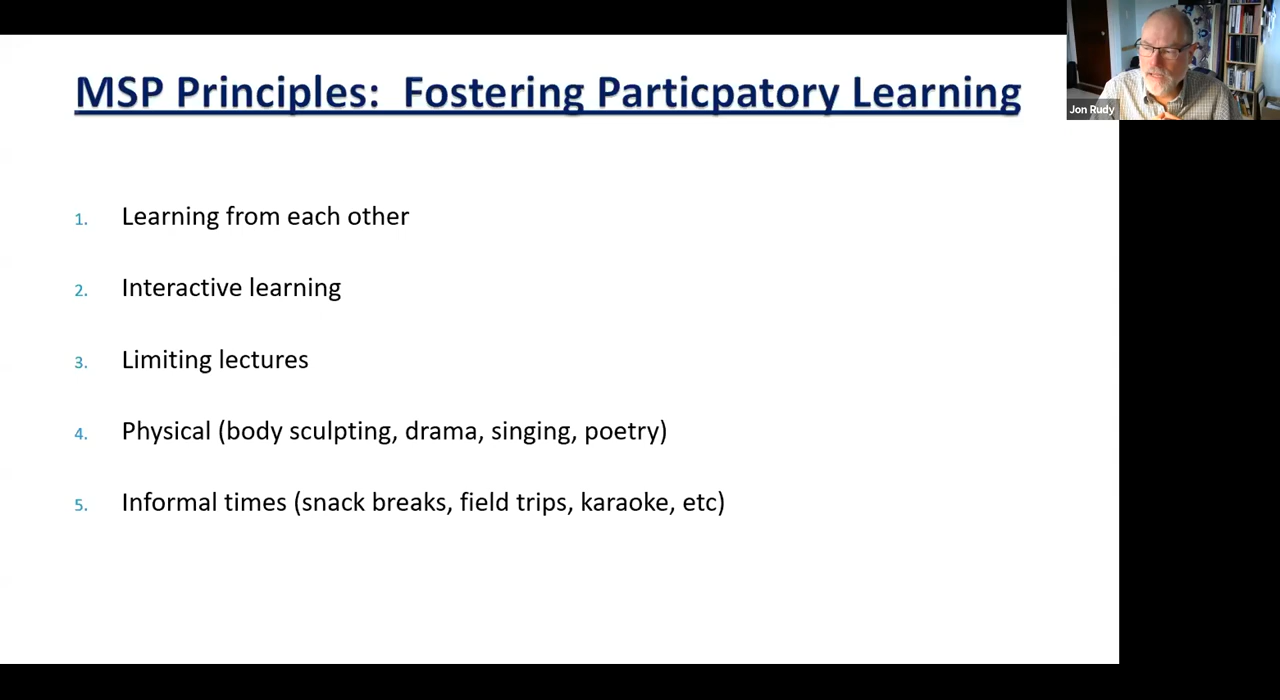 MSP Principles:  Fostering Particpatory Learning
Jon Rudy
1. Learning from each other
2. Interactive learning
3. Limiting lectures
4. Physical (body sculpting, drama, singing, poetry)
5. Informal times (snack breaks, field trips, karaoke, etc)